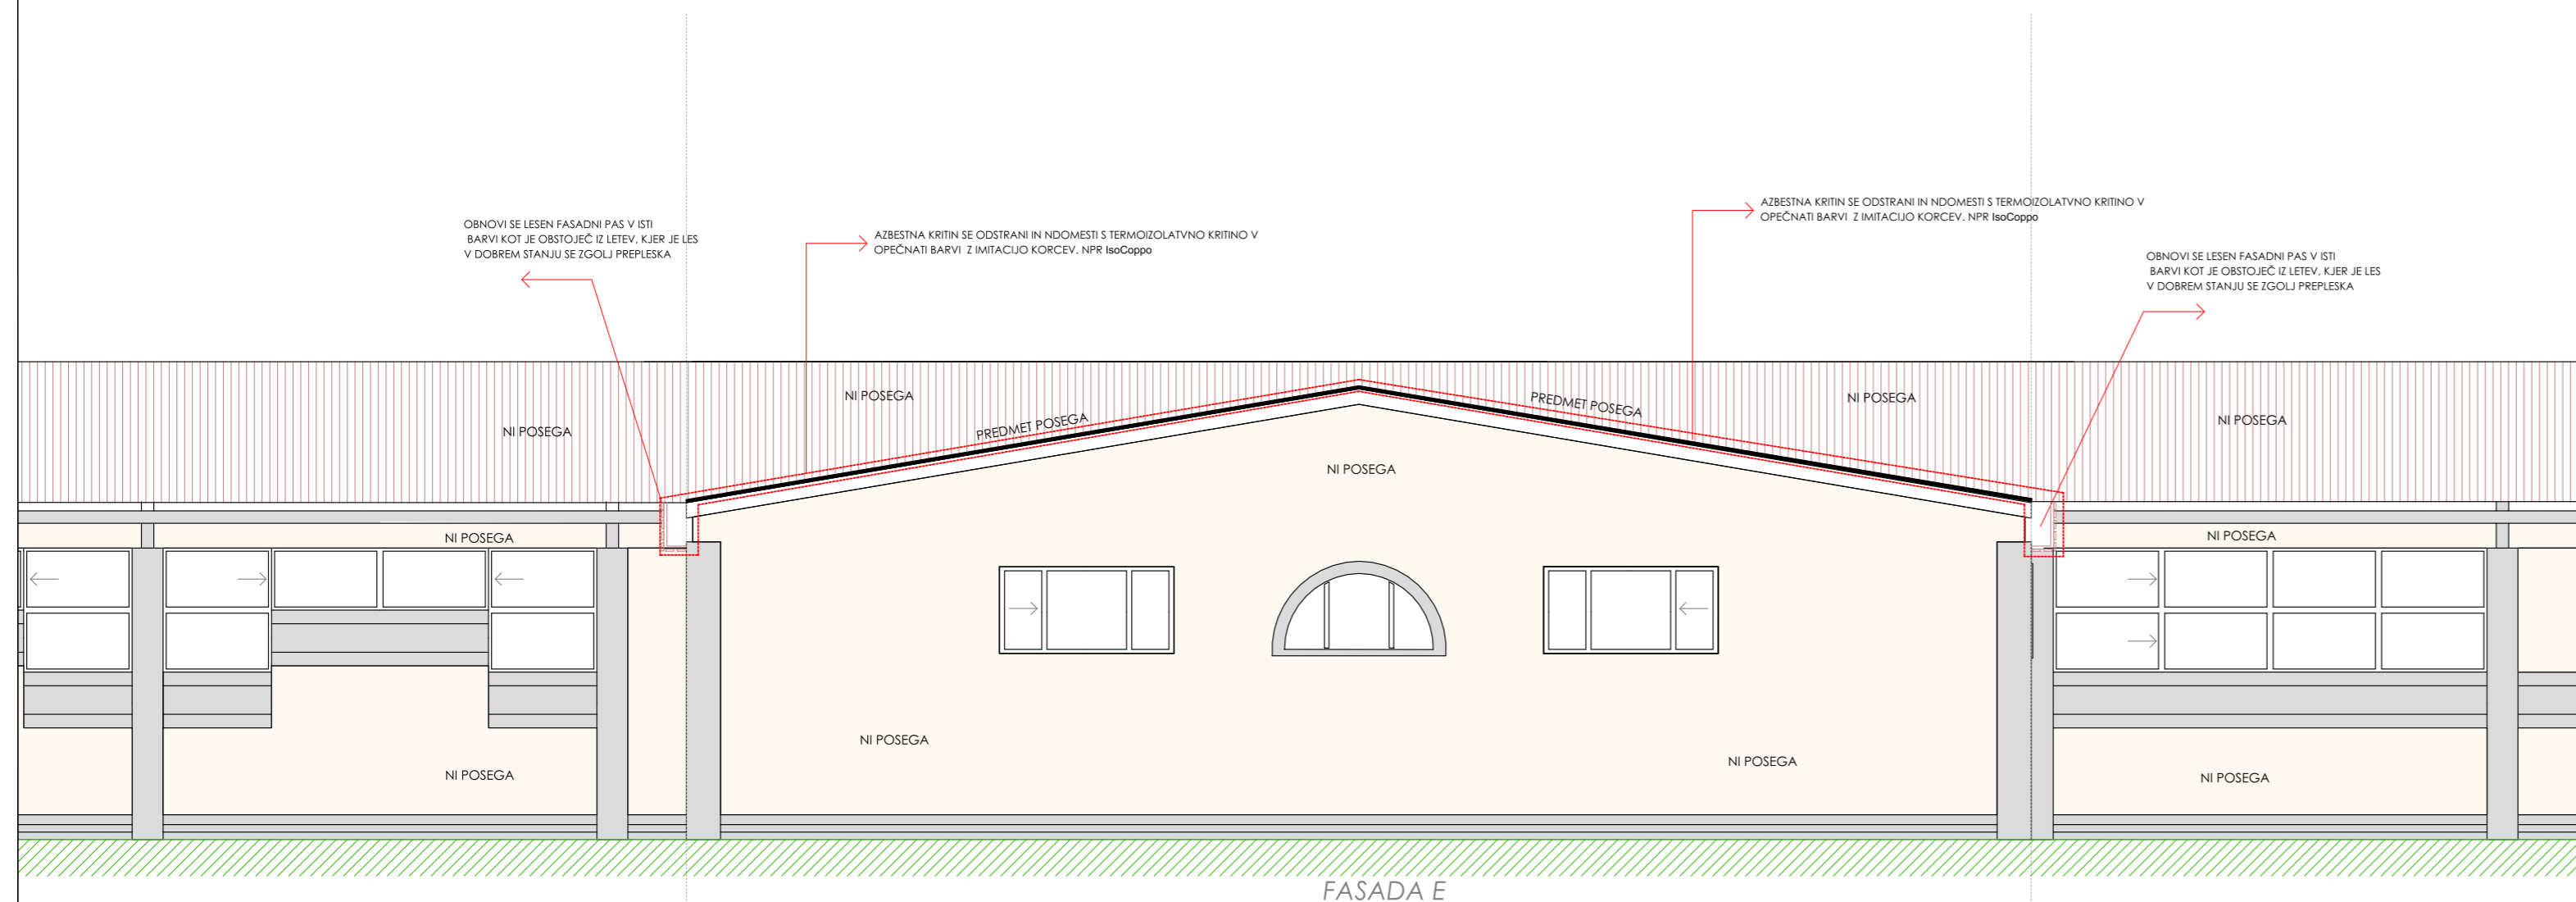 AZBESTNA KRITIN SE ODSTRANI IN NDOMESTI S TERMOIZOLATVNO KRITINO V
OPEČNATI BARVI Z IMITACIJO KORCEV. NPR IsoCoppo
OBNOVI SE LESEN FASADNI PAS V ISTI
BARVI KOT JE OBSTOJEČ IZ LETEV, KJER JE LES
V DOBREM STANJU SE ZGOLJ PREPLESKA
AZBESTNA KRITIN SE ODSTRANI IN NDOMESTI S TERMOIZOLATVNO KRITINO V
OPEČNATI BARVI Z IMITACIJO KORCEV. NPR IsoCoppo
OBNOVI SE LESEN FASADNI PAS V ISTI
BARVI KOT JE OBSTOJEČ IZ LETEV, KJER JE LES
V DOBREM STANJU SE ZGOLJ PREPLESKA
NI POSEGA
NI POSEGA
PREDMET POSEGA
PREDMET POSEGA
NI POSEGA
NI POSEGA
NI POSEGA
NI POSEGA
NI POSEGA
NI POSEGA
NI POSEGA
NI POSEGA
NI POSEGA
NI POSEGA
FASADA E